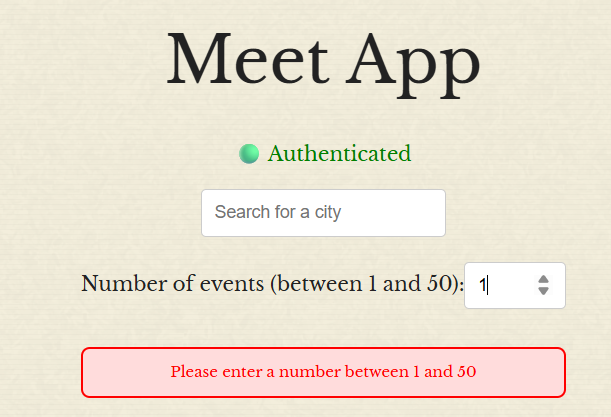 Meet App
Authenticated
Search for a city
Number of events (between 1 and 50): 1
Please enter a number between 1 and 50